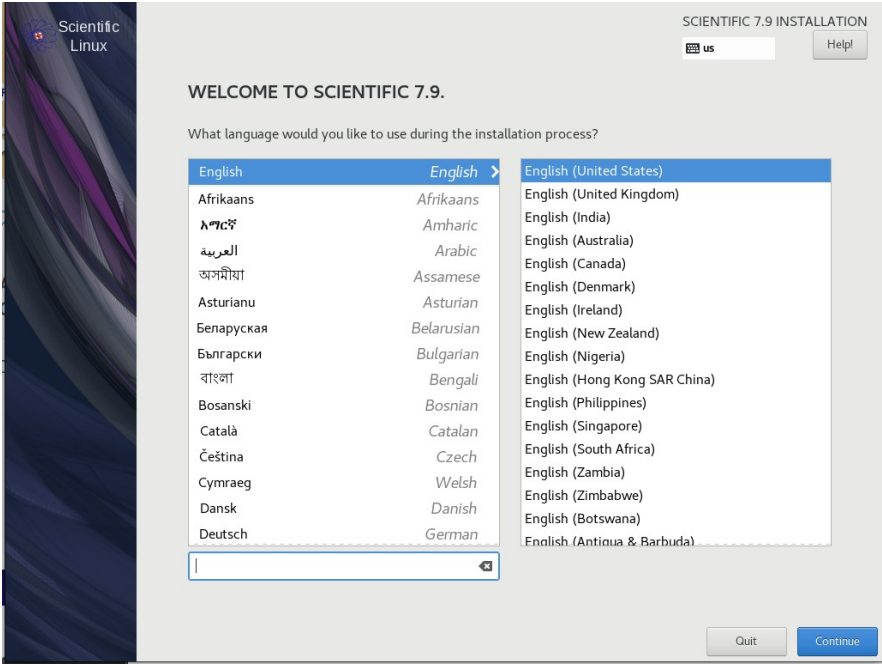 Scientific
Linux
SCIENTIFIC 7.9 INSTALLATION
us
Help!
WELCOME TO SCIENTIFIC 7.9.
What language would you like to use during the installation process?
English English
Afrikaans Afrikaans
አማርኛ Amharic
العربية Arabic
অসমীয়া Assamese
Asturianu Asturian
Беларуская Belarusian
Български Bulgarian
বাংলা Bengali
Bosanski Bosnian
Català Catalan
Čeština Czech
Cymraeg Welsh
Dansk Danish
Deutsch German
English (United States)
English (United Kingdom)
English (India)
English (Australia)
English (Canada)
English (Denmark)
English (Ireland)
English (New Zealand)
English (Nigeria)
English (Hong Kong SAR China)
English (Philippines)
English (Singapore)
English (South Africa)
English (Zambia)
English (Zimbabwe)
English (Botswana)
English (Antigua & Barbuda)
Quit
Continue